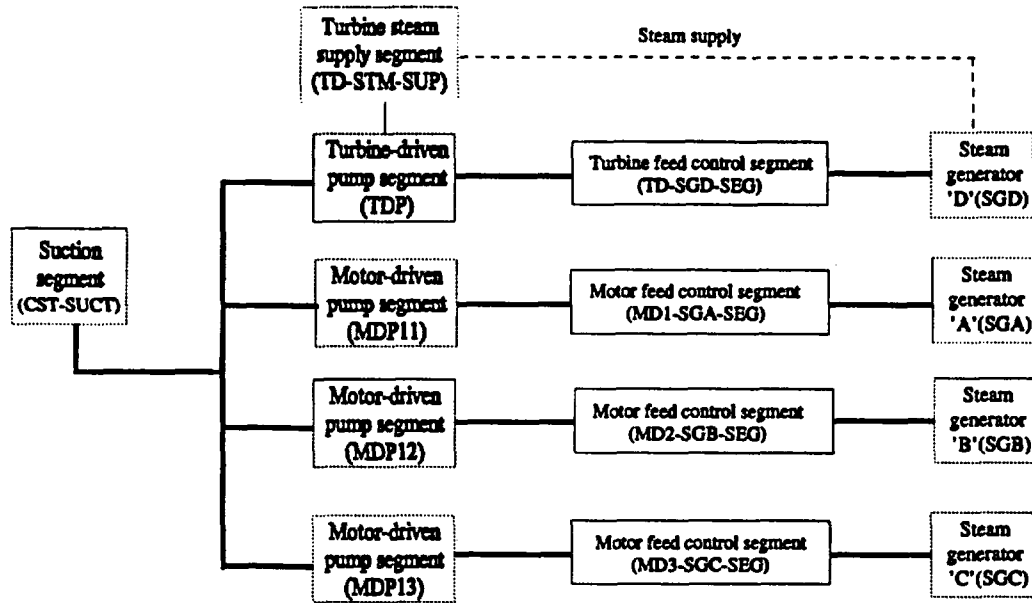 Turbine steam
supply segment
(TD-STM-SUP)
Steam supply
Turbine-driven
pump segment
(TDP)
Turbine feed control segment
(TD-SGD-SEG)
Steam
generator
'D'(SGD)
Suction
segment
(CST-SUCT)
Motor-driven
pump segment
(MDP11)
Motor feed control segment
(MD1-SGA-SEG)
Steam
generator
'A'(SGA)
Motor-driven
pump segment
(MDP12)
Motor feed control segment
(MD2-SGB-SEG)
Steam
generator
'B'(SGB)
Motor-driven
pump segment
(MDP13)
Motor feed control segment
(MD3-SGC-SEG)
Steam
generator
'C'(SGC)